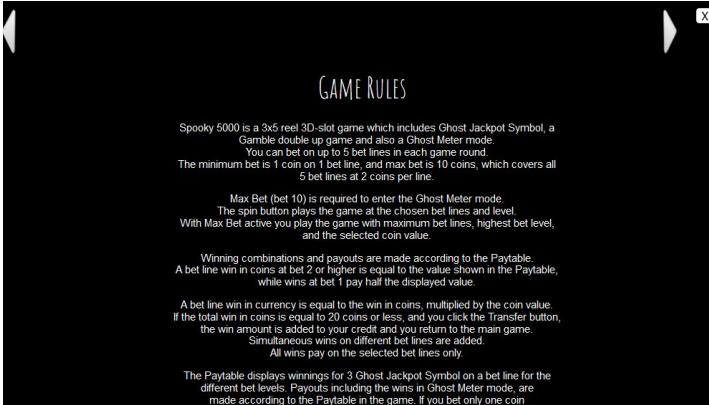 X
GAME RULES
Spooky 5000 is a 3x5 reel 3D-slot game which includes Ghost Jackpot Symbol, a
Gamble double up game and also a Ghost Meter mode.
You can bet on up to 5 bet lines in each game round.
The minimum bet is 1 coin on 1 bet line, and max bet is 10 coins, which covers all
5 bet lines at 2 coins per line.
Max Bet (bet 10) is required to enter the Ghost Meter mode.
The spin button plays the game at the chosen bet lines and level.
With Max Bet active you play the game with maximum bet lines, highest bet level,
and the selected coin value.
Winning combinations and payouts are made according to the Paytable.
A bet line win in coins at bet 2 or higher is equal to the value shown in the Paytable,
while wins at bet 1 pay half the displayed value.
A bet line win in currency is equal to the win in coins, multiplied by the coin value.
If the total win in coins is equal to 20 coins or less, and you click the Transfer button,
the win amount is added to your credit and you return to the main game.
Simultaneous wins on different bet lines are added.
All wins pay on the selected bet lines only.
The Paytable displays winnings for 3 Ghost Jackpot Symbol on a bet line for the
different bet levels. Payouts including the wins in Ghost Meter mode, are
made according to the Paytable in the game. If you bet only one coin